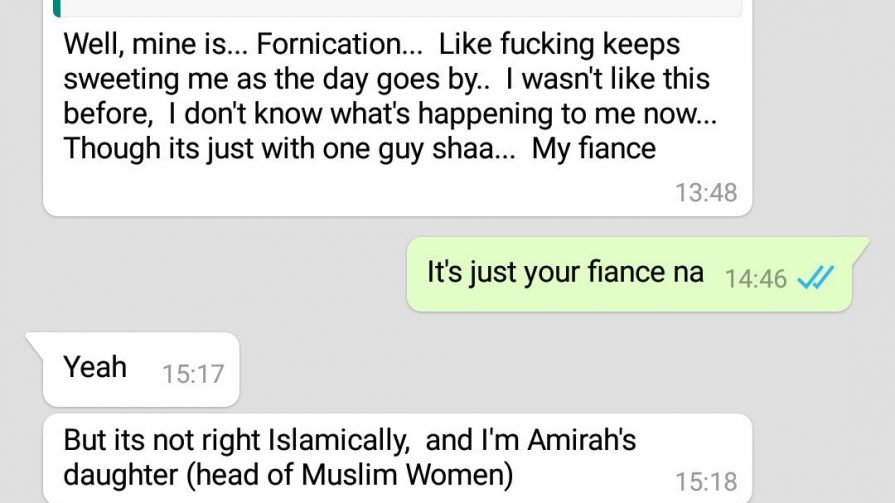 Well, mine is... Fornication...  Like fucking keeps
sweeting me as the day goes by..  I wasn't like this
before,  I don't know what's happening to me now...
Though its just with one guy shaa...  My fiance
13:48
It's just your fiance na 14:46
Yeah 15:17
But its not right Islamically,  and I'm Amirah's
daughter (head of Muslim Women) 15:18